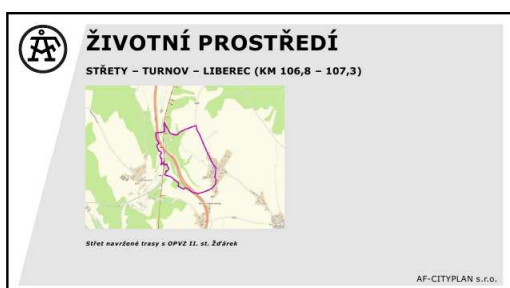 ÅF
ŽIVOTNÍ PROSTŘEDÍ
STŘETY – TURNOV – LIBEREC (KM 106,8 – 107,3)
Střet navržené trasy s OPVZ II. st. Žďárek
AF-CITYPLAN s.r.o.